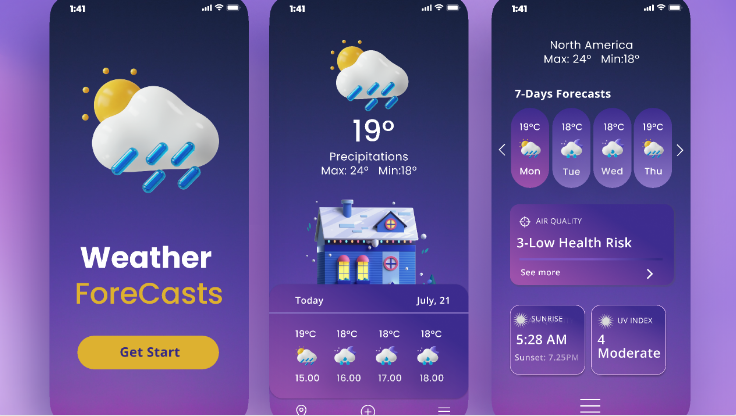 1:41
Weather
ForeCasts
Get Start
1:41
19°
Precipitations
Max: 24° Min:18°
Today July, 21
19°C 18°C 18°C 18°C
15.00 16.00 17.00 18.00
1:41
North America
Max: 24° Min:18°
7-Days Forecasts
19°C 18°C 18°C 19°C
Mon Tue Wed Thu
AIR QUALITY
3-Low Health Risk
See more
SUNRISE
5:28 AM
Sunset: 7.25PM
UV INDEX
4
Moderate